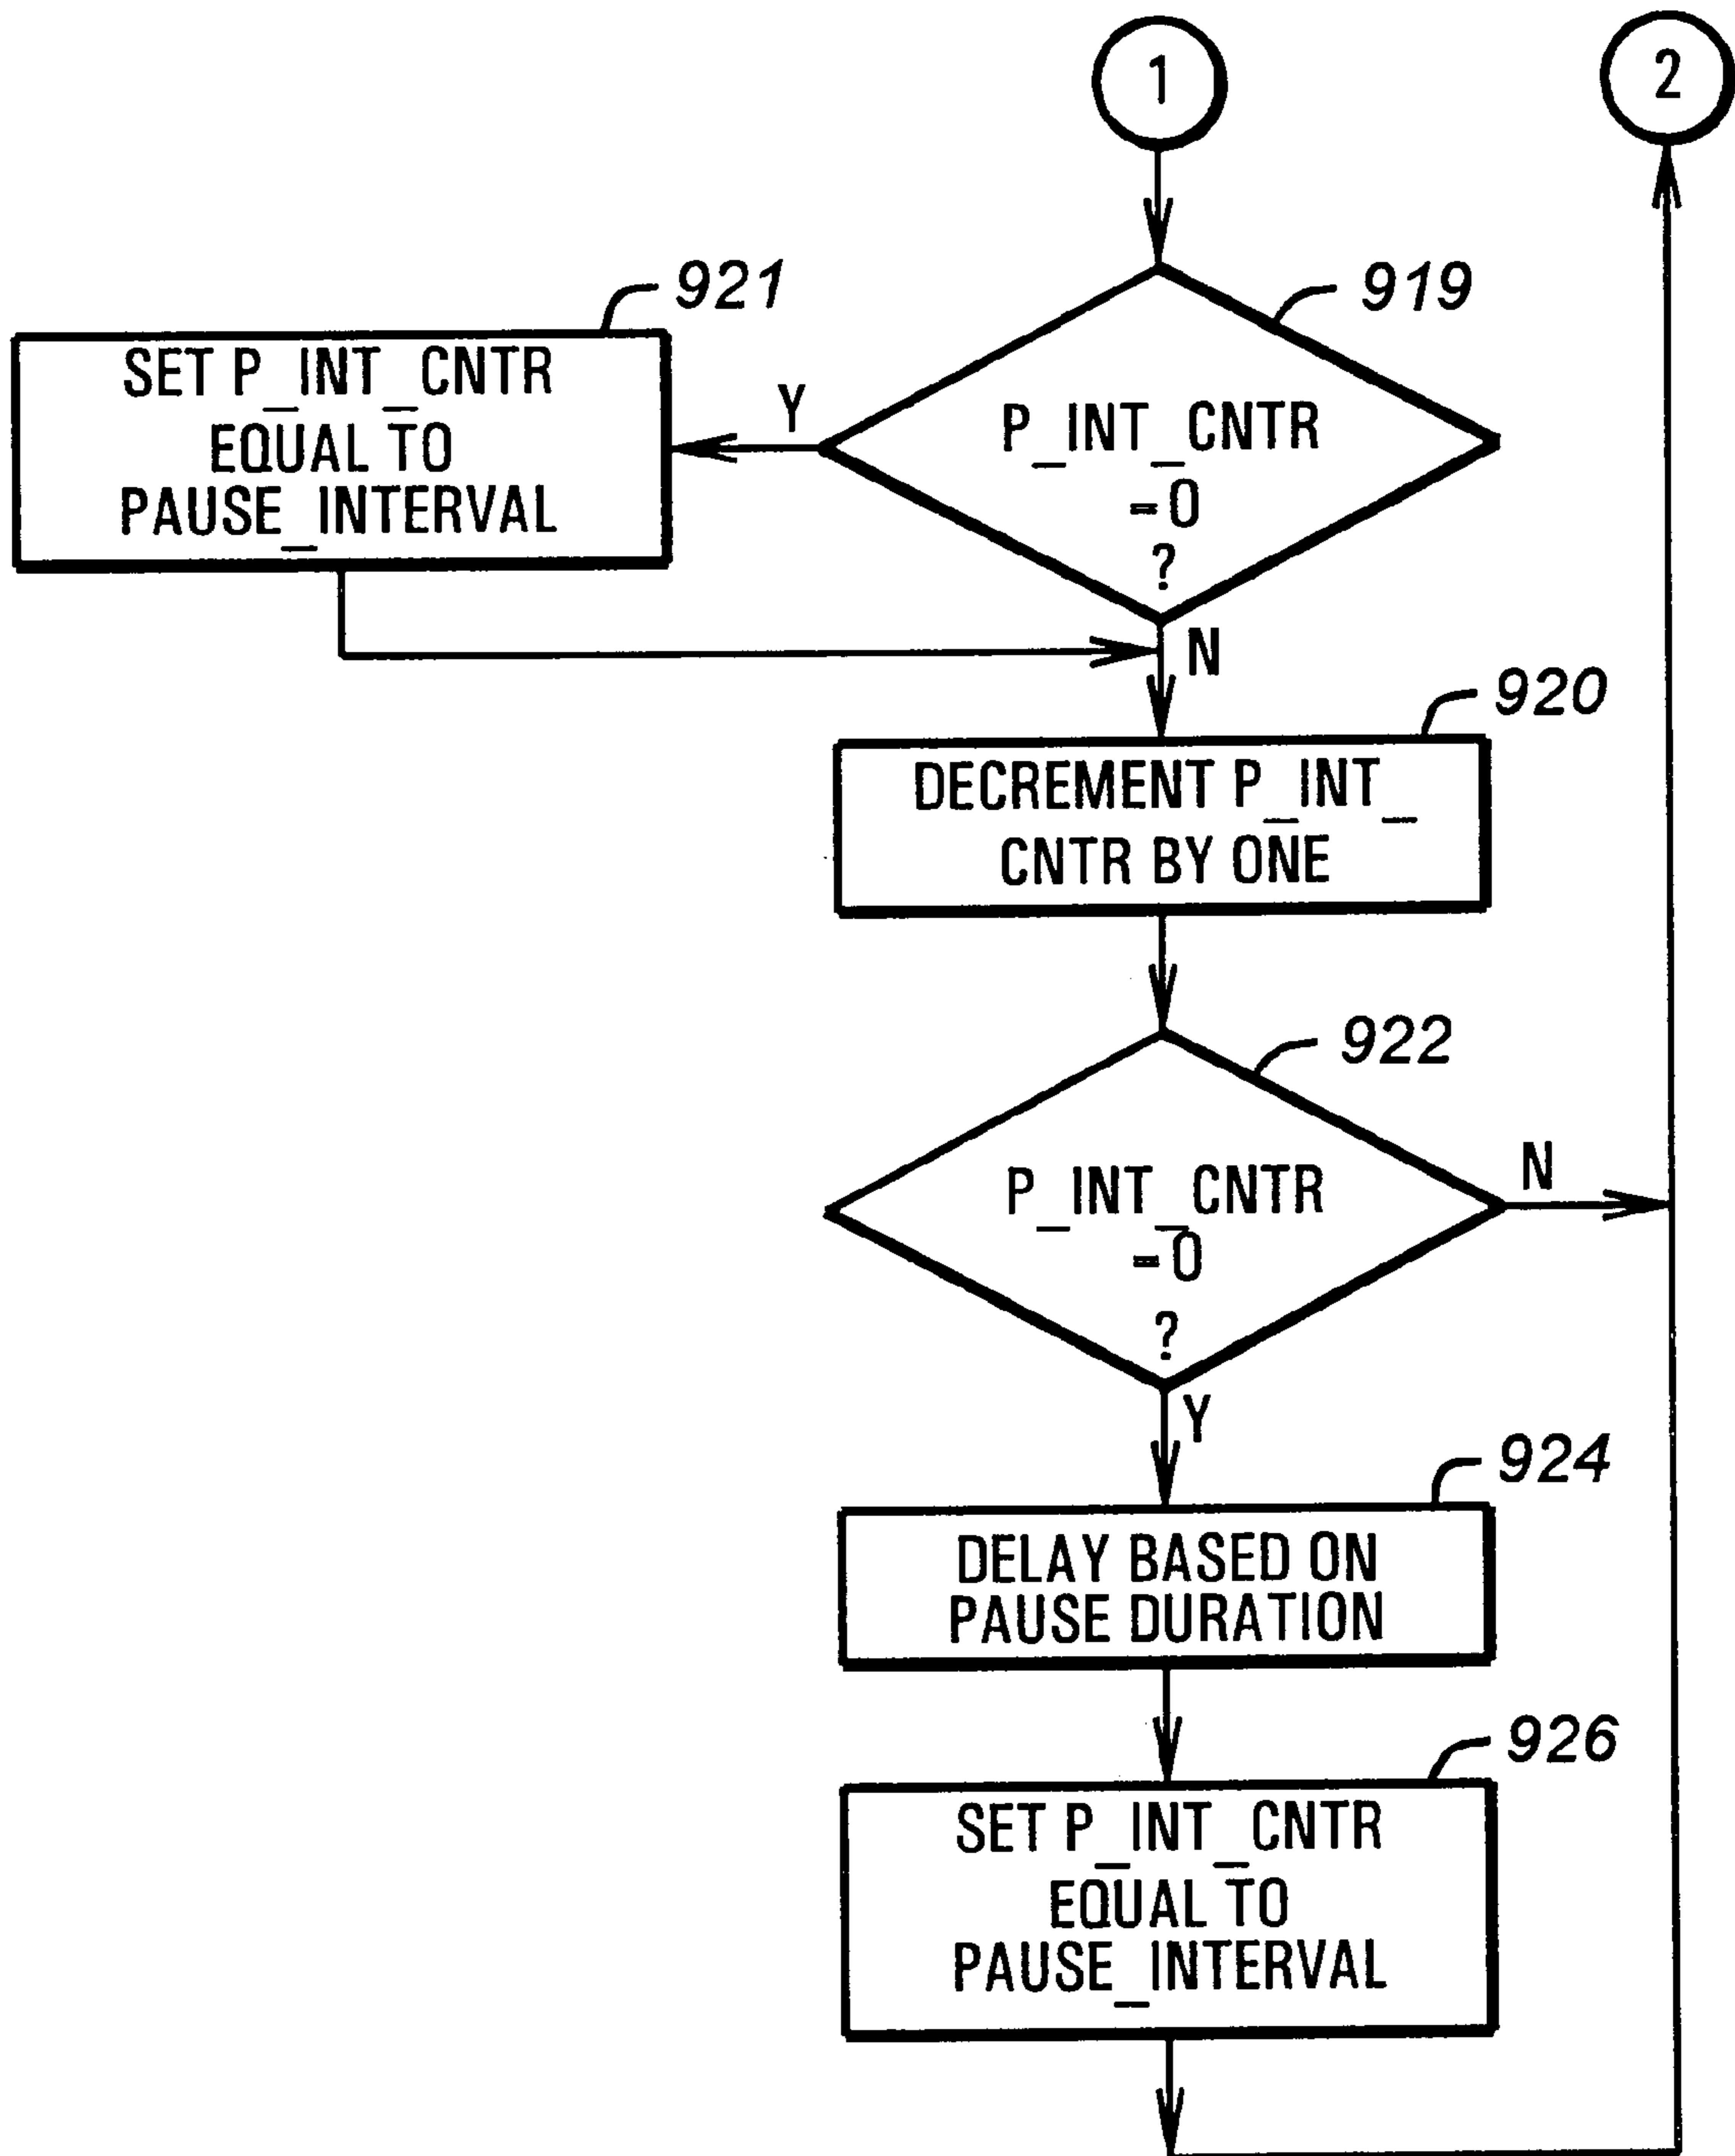 1
2
921
919
SET P_INT_CNTR
EQUAL TO
PAUSE_INTERVAL
Y
P_INT_CNTR
=0
?
N
920
DECREMENT P_INT_
CNTR BY ONE
922
P_INT_CNTR
=0
?
N
Y
924
DELAY BASED ON
PAUSE DURATION
926
SET P_INT_CNTR
EQUAL TO
PAUSE_INTERVAL